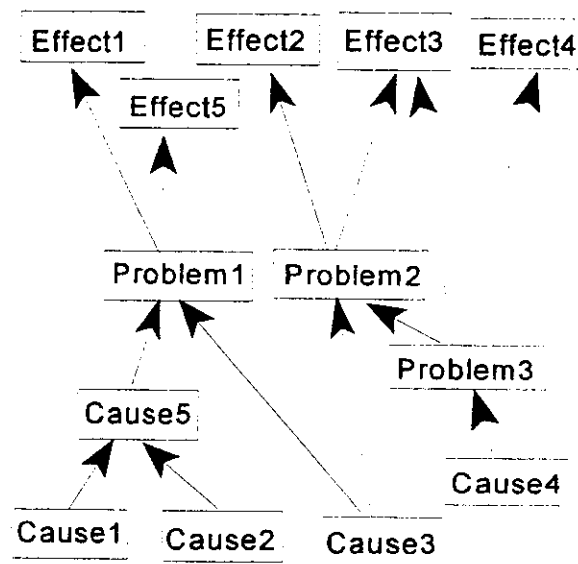 Effect1
Effect2
Effect3
Effect4
Effect5
Problem1
Problem2
Problem3
Cause5
Cause4
Cause1
Cause2
Cause3